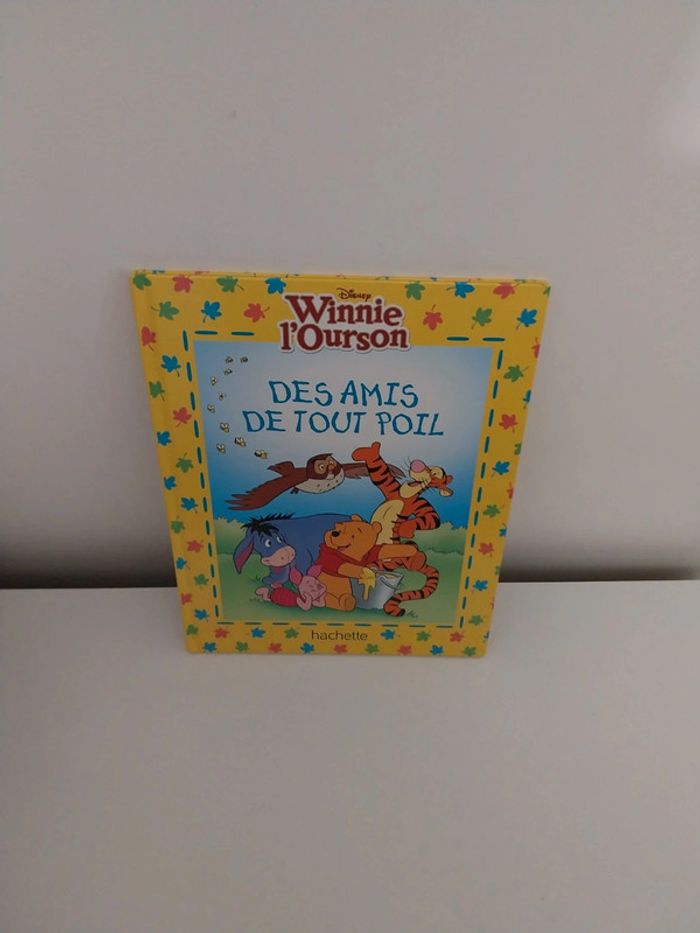 Disney
Winnie
l'Ourson
DES AMIS
DE TOUT POIL
hachette